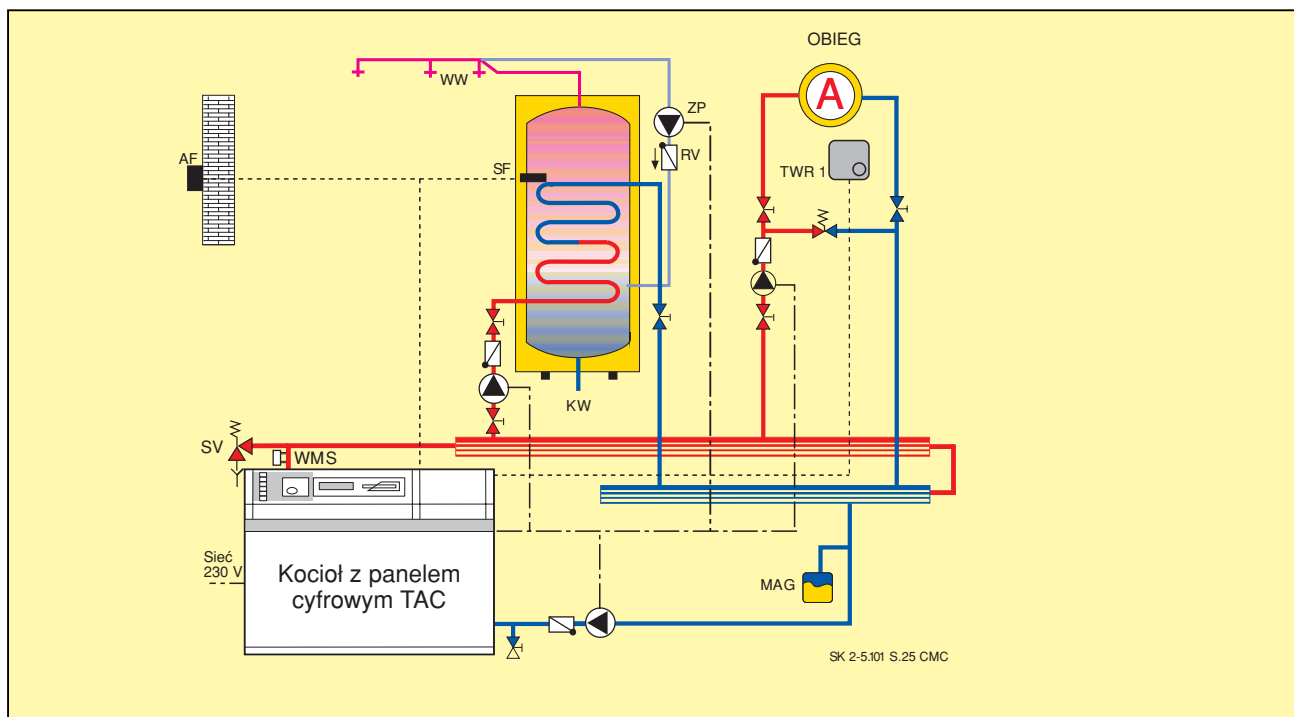 OBIEG
A
WW
ZP
RV
AF
SF
TWR 1
KW
SV
WMS
Sieć
230 V
Kocioł z panelem
cyfrowym TAC
MAG
SK 2-5.101 S.25 CMC